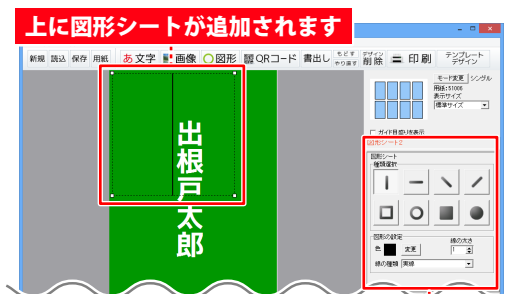 上に図形シートが追加されます
新規 読込 保存 用紙 あ文字 画像 図形 QRコード 書出し もどす やり直す デザイン削除 印刷 テンプレートデザイン
モード変更 シングル
用紙:51006
表示サイズ
標準サイズ
ガイド目盛りを表示
図形シート2
図形シート
種類選択
図形の設定
色 変更
線の太さ
1
線の種類 実線
出根戸太郎